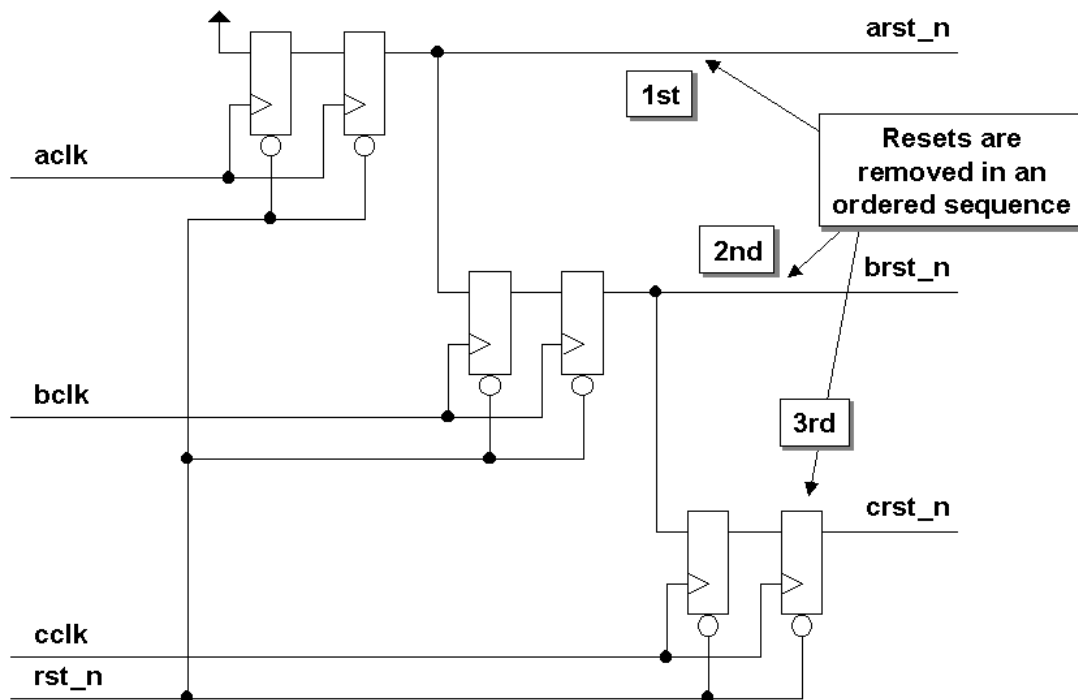 arst_n
1st
Resets are
removed in an
ordered sequence
aclk
2nd
brst_n
bclk
3rd
crst_n
cclk
rst_n